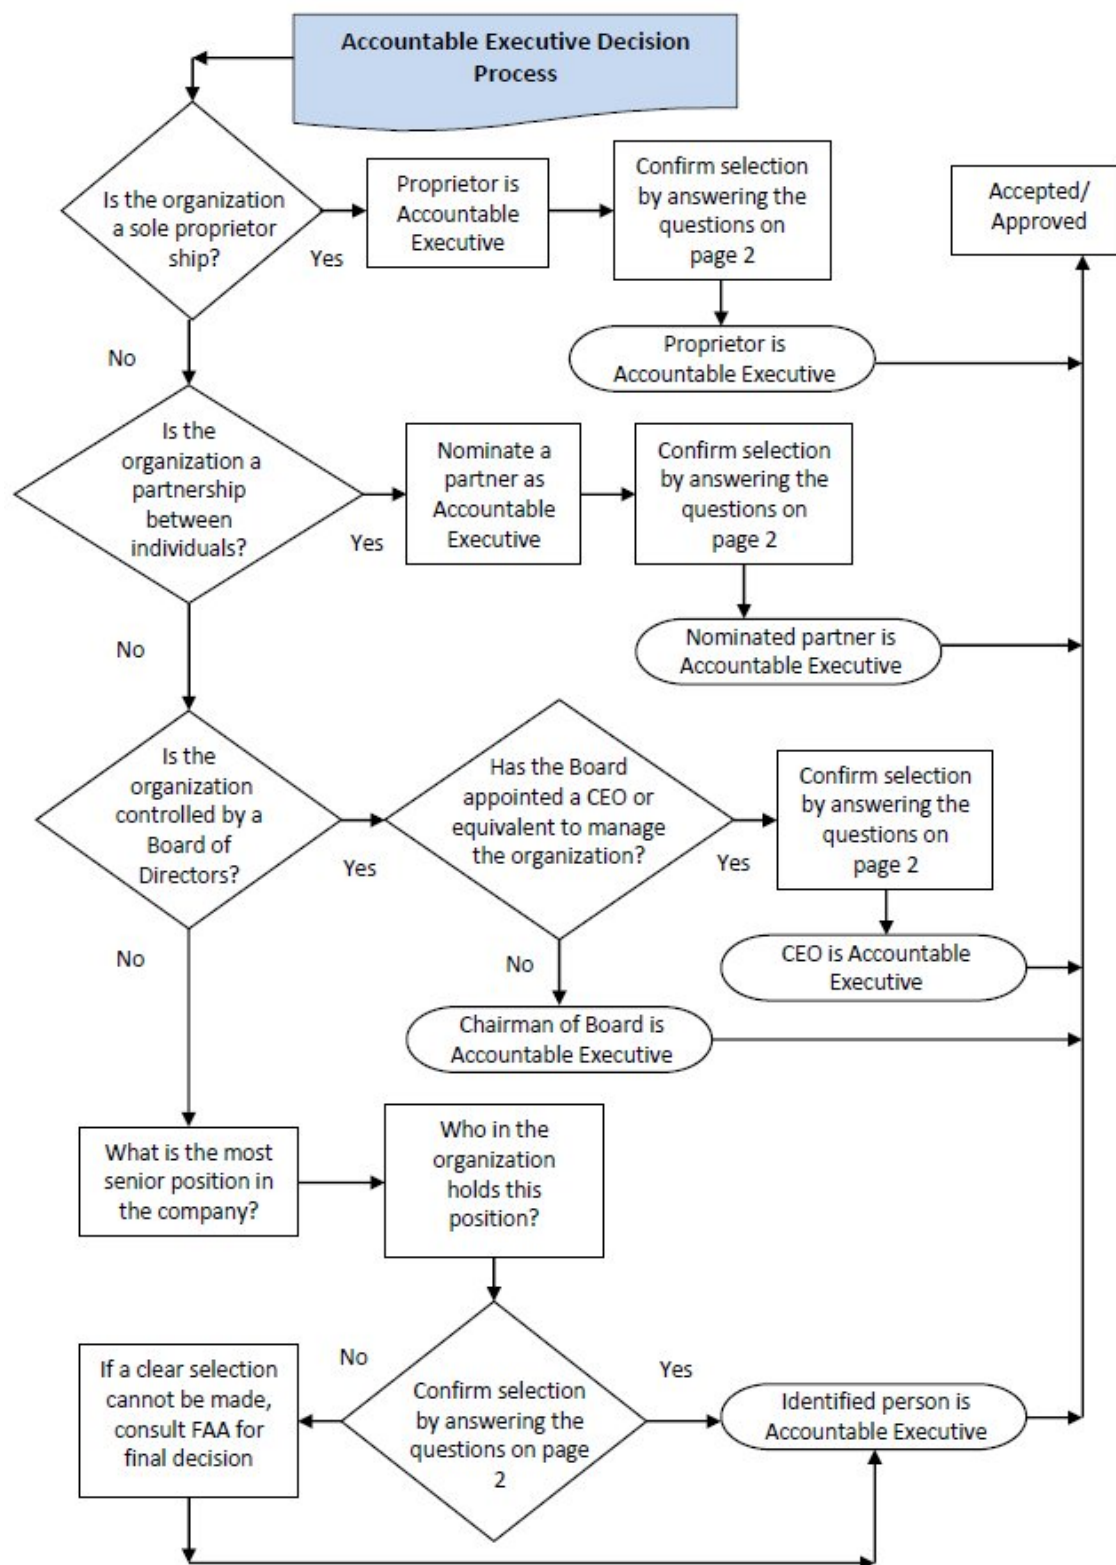 Accountable Executive Decision
Process
Is the organization
a sole proprietor
ship?
Yes
Proprietor is
Accountable
Executive
Confirm selection
by answering the
questions on
page 2
Accepted/
Approved
Proprietor is
Accountable Executive
No
Is the
organization a
partnership
between
individuals?
Yes
Nominate a
partner as
Accountable
Executive
Confirm selection
by answering the
questions on
page 2
Nominated partner is
Accountable Executive
No
Is the
organization
controlled by a
Board of
Directors?
Yes
Has the Board
appointed a CEO or
equivalent to manage
the organization?
Yes
Confirm selection
by answering the
questions on
page 2
CEO is Accountable
Executive
No
Chairman of Board is
Accountable Executive
No
What is the most
senior position in
the company?
Who in the
organization
holds this
position?
Confirm selection
by answering the
questions on page
2
No
If a clear selection
cannot be made,
consult FAA for
final decision
Yes
Identified person is
Accountable Executive